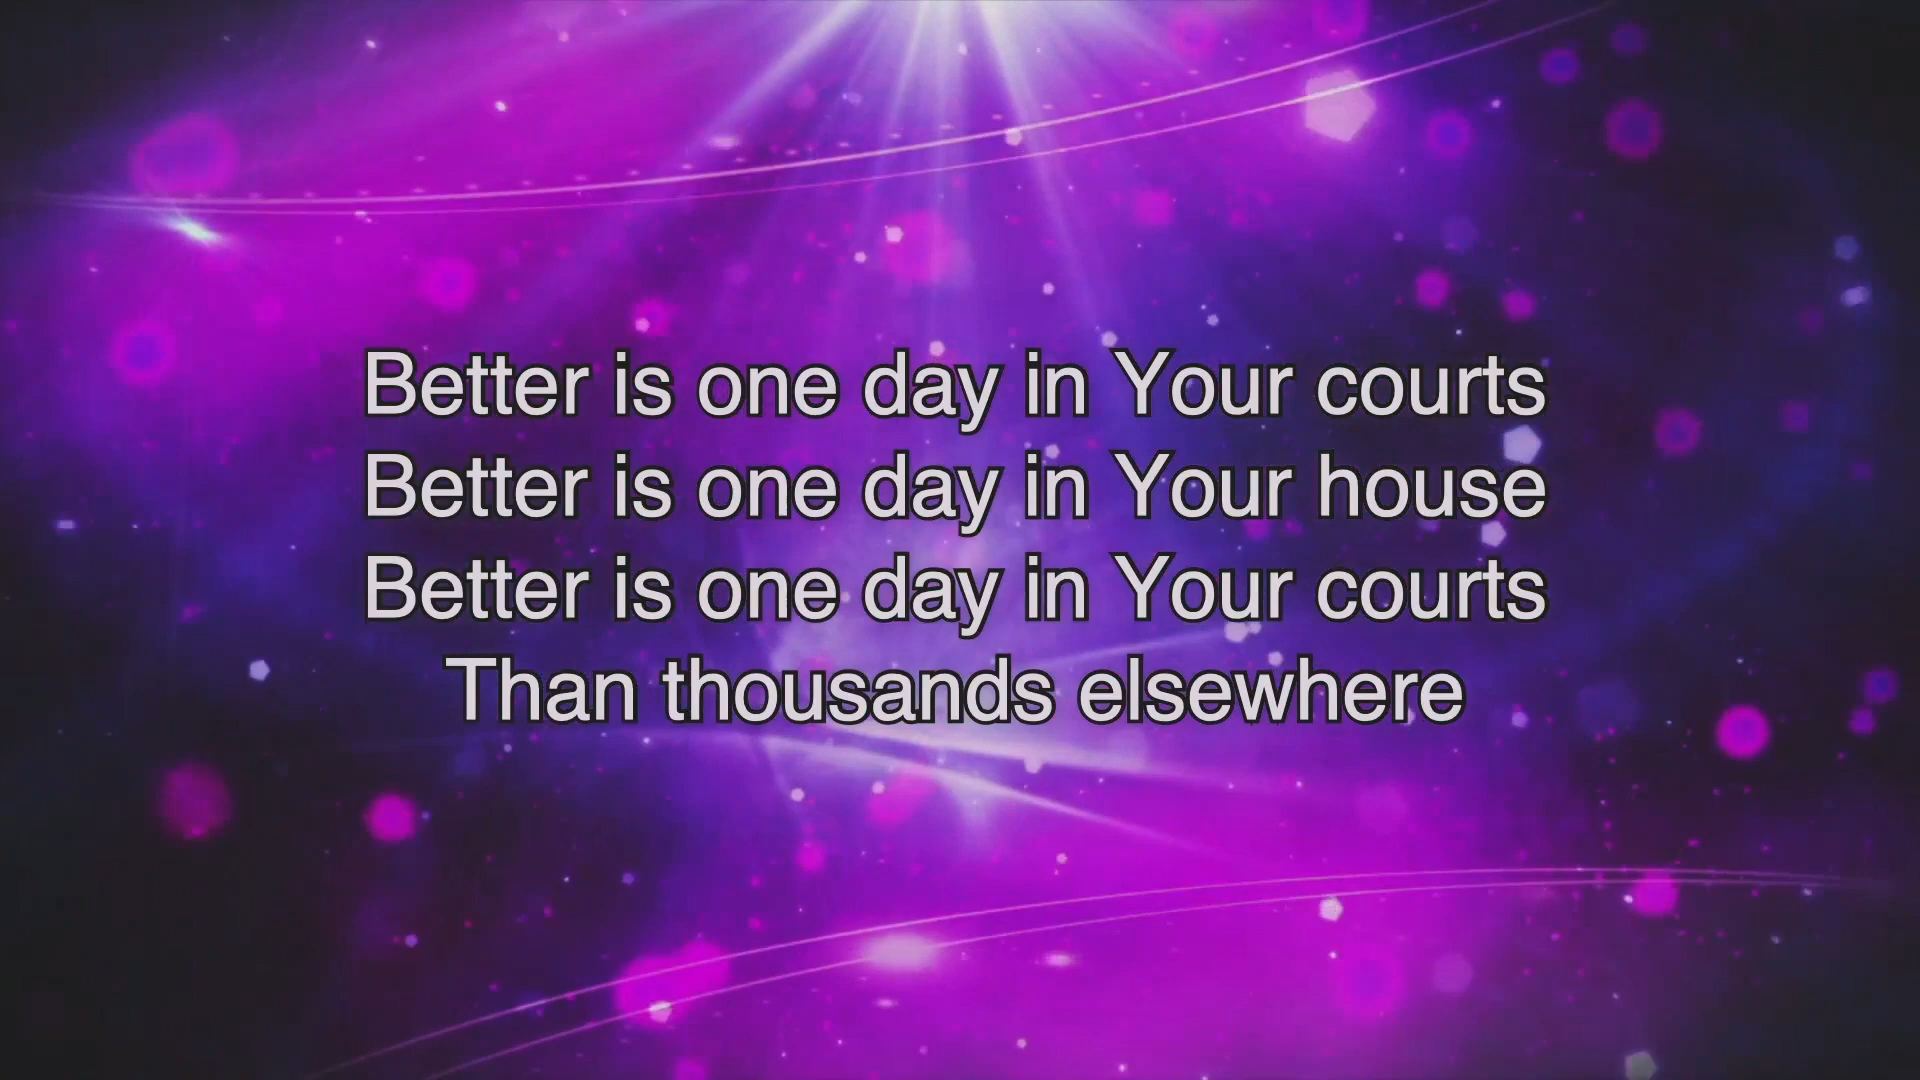 Better is one day in Your courts
Better is one day in Your house
Better is one day in Your courts
Than thousands elsewhere